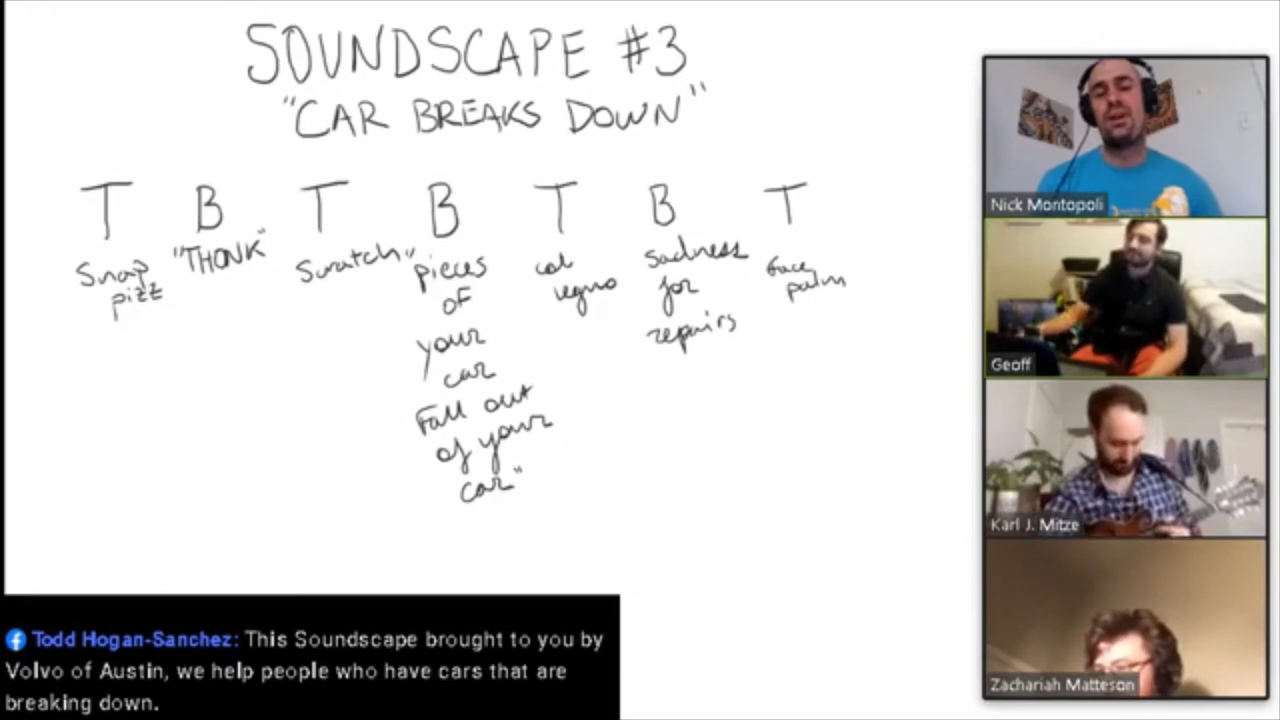 SOUNDSCAPE #3
"CAR BREAKS DOWN"
T B T B T B T
Snap
pizz
"THONK"
Scratch
"pieces
of
your
car
fall out
of your
car"
col
legno
sadness
for
repairs
face
palm
Nick Montopoli
Geoff
Karl J. Mitze
Zachariah Matteson
Todd Hogan-Sanchez: This Soundscape brought to you by
Volvo of Austin, we help people who have cars that are
breaking down.